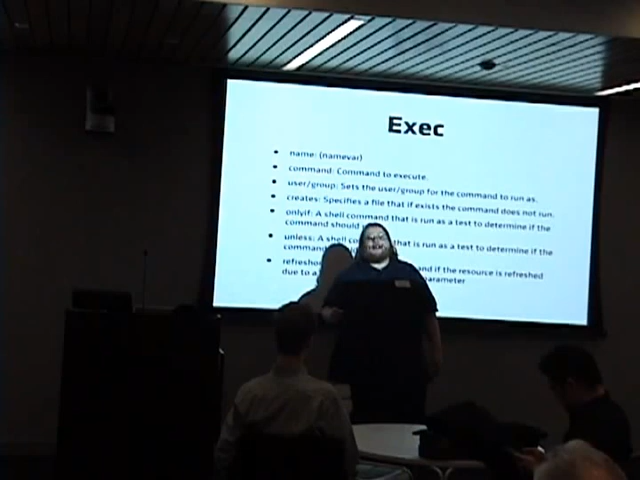 Exec
name: (namevar)
command: Command to execute.
user/group: Sets the user/group for the command to run as.
creates: Specifies a file that if exists the command does not run.
onlyif: A shell command that is run as a test to determine if the
command should
unless: A sh that is run as a test to determine if the
command
and if the resource is refreshed
due to a parameter